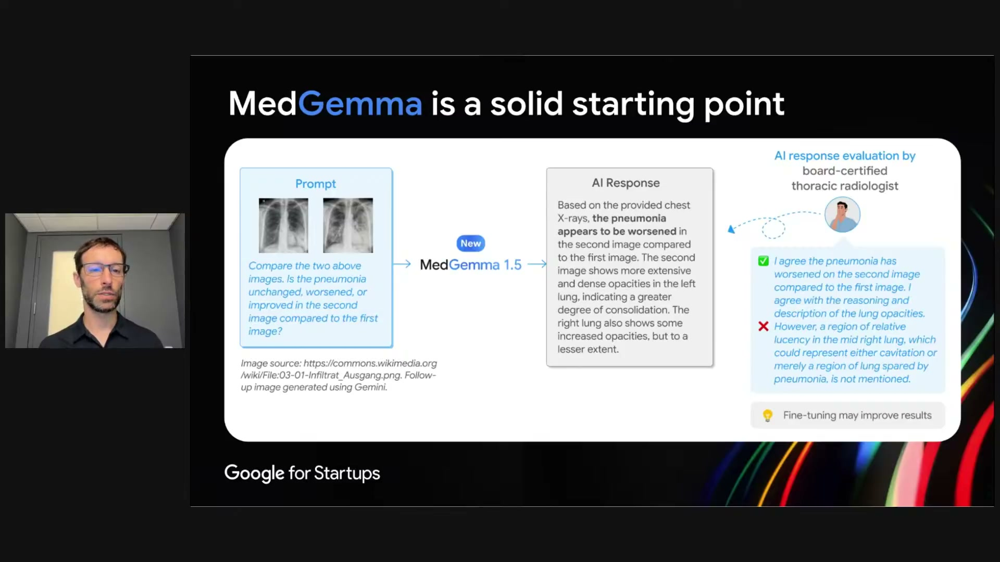 MedGemma is a solid starting point
Prompt
Compare the two above
images. Is the pneumonia
unchanged, worsened, or
improved in the second
image compared to the first
image?
Image source: https://commons.wikimedia.org
/wiki/File:03-01-Infiltrat_Ausgang.png. Follow-
up image generated using Gemini.
New
MedGemma 1.5
AI Response
Based on the provided chest
X-rays, the pneumonia
appears to be worsened in
the second image compared
to the first image. The second
image shows more extensive
and dense opacities in the left
lung, indicating a greater
degree of consolidation. The
right lung also shows some
increased opacities, but to a
lesser extent.
AI response evaluation by
board-certified
thoracic radiologist
I agree the pneumonia has
worsened on the second image
compared to the first image. I
agree with the reasoning and
description of the lung opacities.
However, a region of relative
lucency in the mid right lung, which
could represent either cavitation or
merely a region of lung spared by
pneumonia, is not mentioned.
Fine-tuning may improve results
Google for Startups